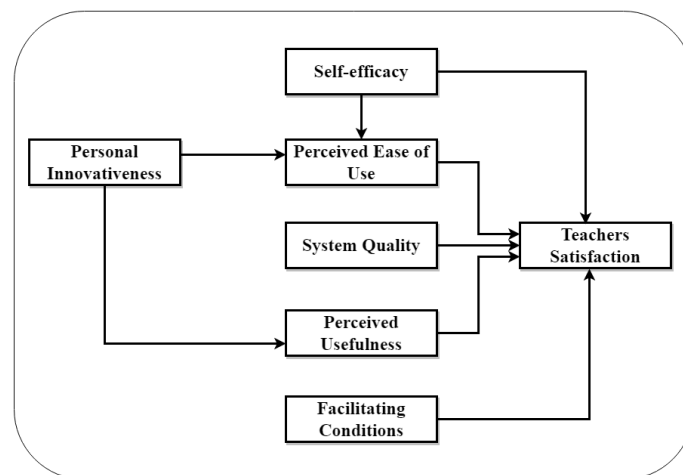 Self-efficacy
Personal
Innovativeness
Perceived Ease of
Use
System Quality
Teachers
Satisfaction
Perceived
Usefulness
Facilitating
Conditions